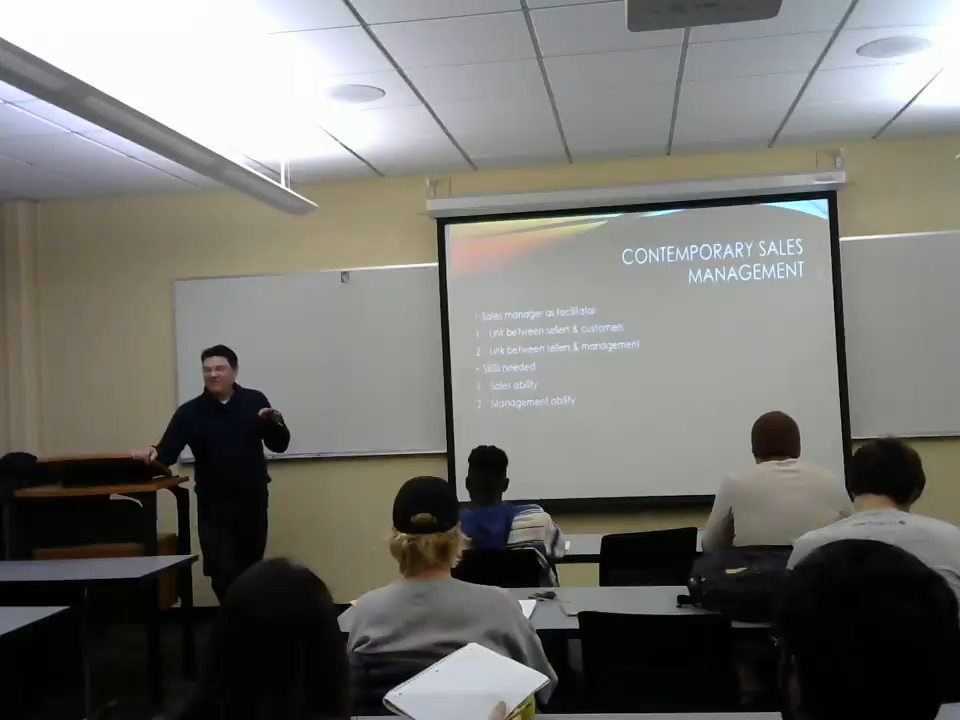 CONTEMPORARY SALES
MANAGEMENT
• Sales manager as facilitator
1. Link between sellers & customers
2. Link between sellers & management
• Skills needed
1. Sales ability
2. Management ability